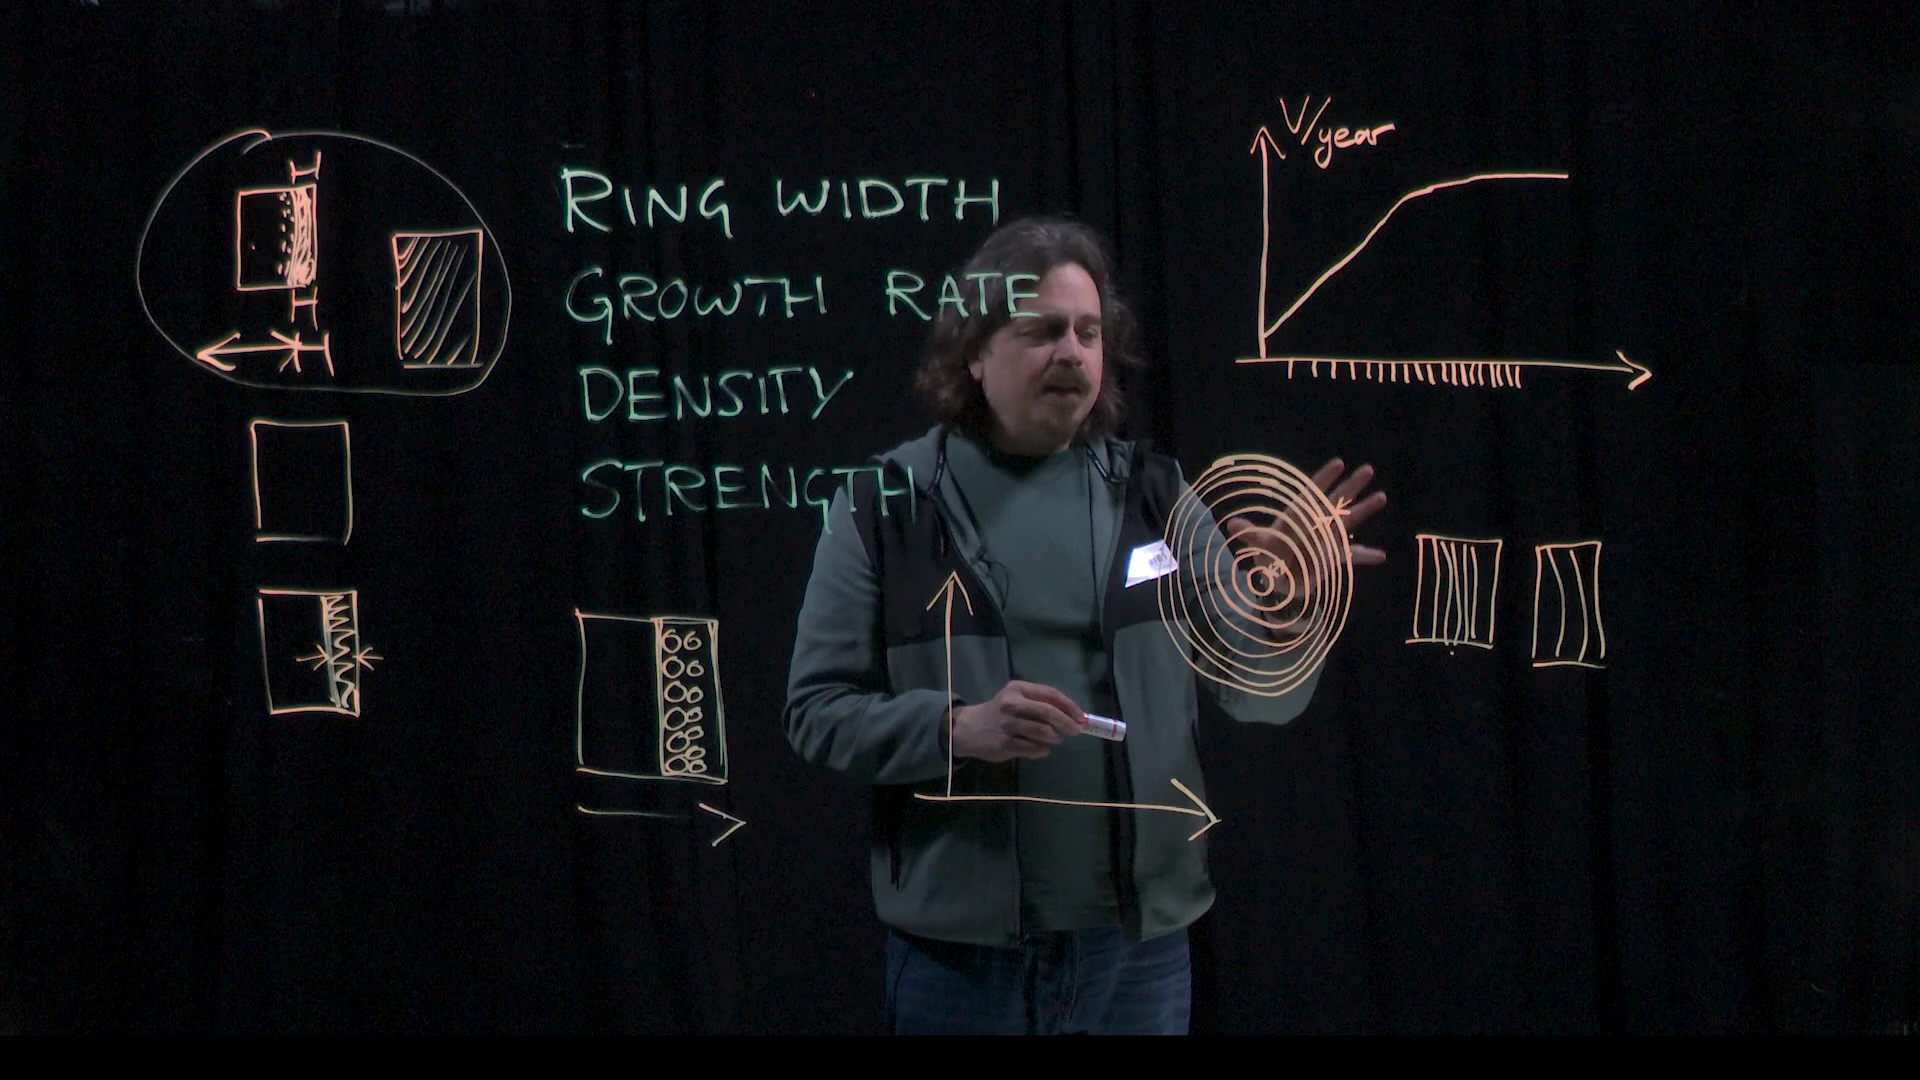 RING WIDTH
GROWTH RATE
DENSITY
STRENGTH
V/year